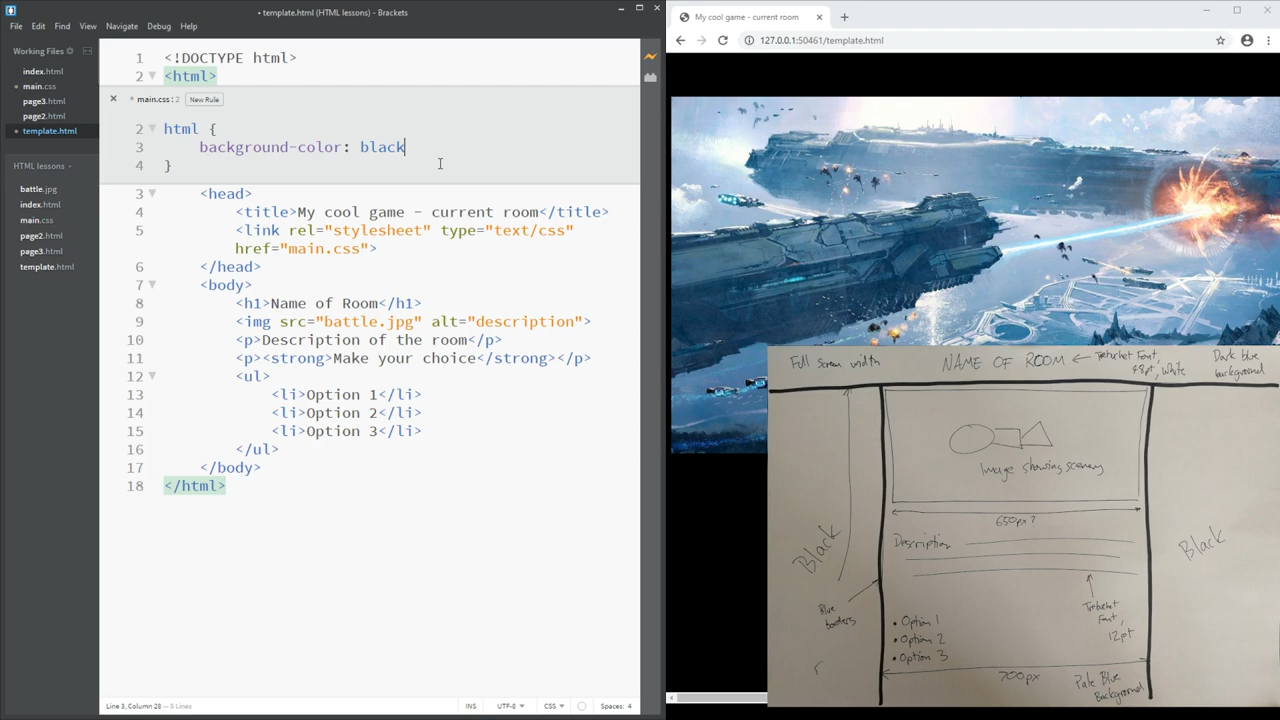 • template.html (HTML lessons) - Brackets
File Edit Find View Navigate Debug Help
Working Files
index.html
• main.css
page3.html
page2.html
template.html
HTML lessons
battle.jpg
index.html
main.css
page2.html
page3.html
template.html
1 <!DOCTYPE html>
2 <html>
× • main.css : 2 New Rule
2 html {
3 background-color: black
4 }
3 <head>
4 <title>My cool game - current room</title>
5 <link rel="stylesheet" type="text/css"
href="main.css">
6 </head>
7 <body>
8 <h1>Name of Room</h1>
9 <img src="battle.jpg" alt="description">
10 <p>Description of the room</p>
11 <p><strong>Make your choice</strong></p>
12 <ul>
13 <li>Option 1</li>
14 <li>Option 2</li>
15 <li>Option 3</li>
16 </ul>
17 </body>
18 </html>
Line 3, Column 28 — 5 Lines
INS UTF-8 CSS Spaces: 4
My cool game - current room
127.0.0.1:50461/template.html
Full Screen width
NAME OF ROOM
Trebuchet Font,
48pt, White
Dark blue
background
Image showing scenery
650px?
Description
Black
Black
Blue
borders
Trebuchet
Font,
12pt
• Option 1
• Option 2
• Option 3
700px
Pale Blue
Background